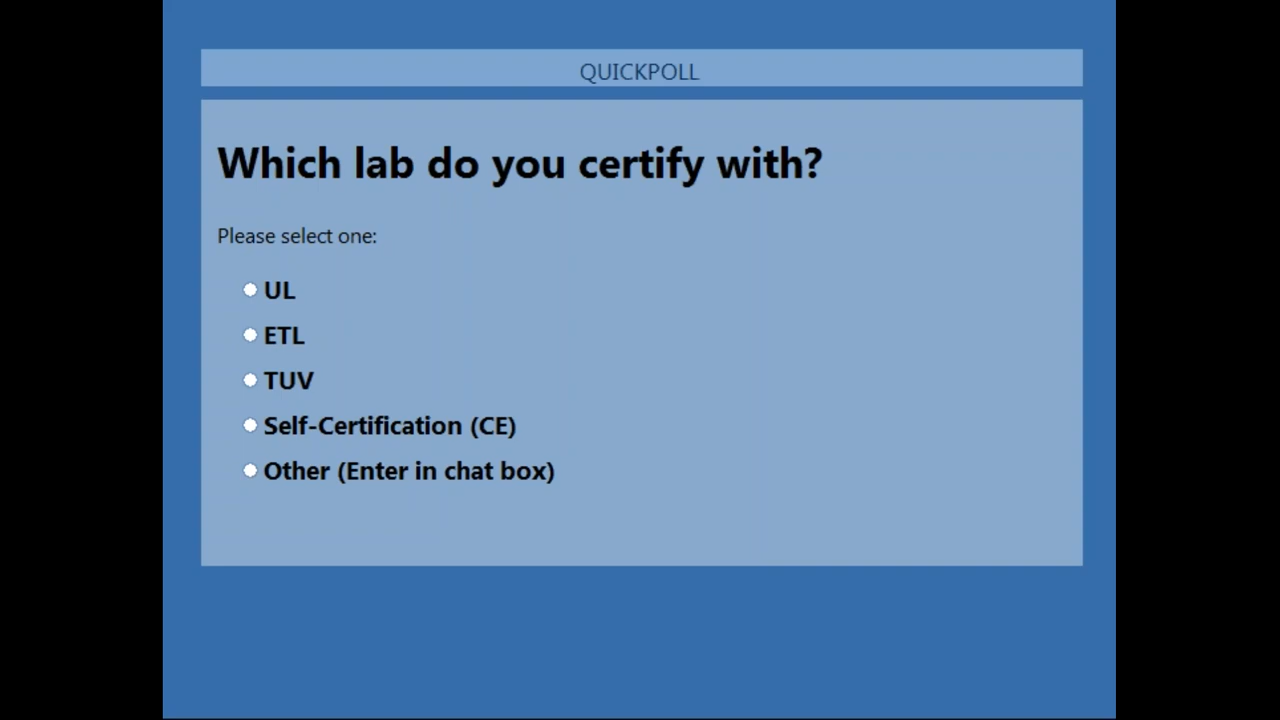 QUICKPOLL
Which lab do you certify with?
Please select one:
UL
ETL
TUV
Self-Certification (CE)
Other (Enter in chat box)